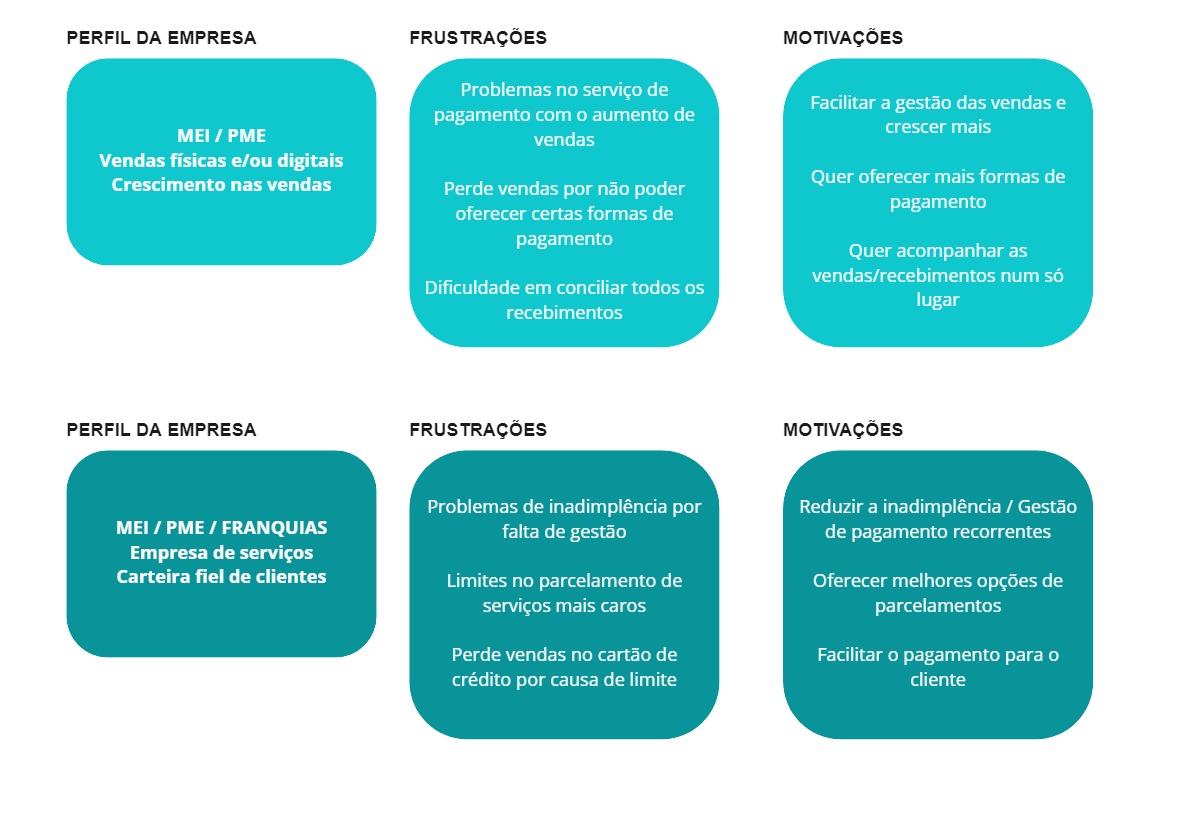 PERFIL DA EMPRESA
MEI / PME
Vendas físicas e/ou digitais
Crescimento nas vendas
FRUSTRAÇÕES
Problemas no serviço de
pagamento com o aumento de
vendas
Perde vendas por não poder
oferecer certas formas de
pagamento
Dificuldade em conciliar todos os
recebimentos
MOTIVAÇÕES
Facilitar a gestão das vendas e
crescer mais
Quer oferecer mais formas de
pagamento
Quer acompanhar as
vendas/recebimentos num só
lugar
PERFIL DA EMPRESA
MEI / PME / FRANQUIAS
Empresa de serviços
Carteira fiel de clientes
FRUSTRAÇÕES
Problemas de inadimplência por
falta de gestão
Limites no parcelamento de
serviços mais caros
Perde vendas no cartão de
crédito por causa de limite
MOTIVAÇÕES
Reduzir a inadimplência / Gestão
de pagamento recorrentes
Oferecer melhores opções de
parcelamentos
Facilitar o pagamento para o
cliente